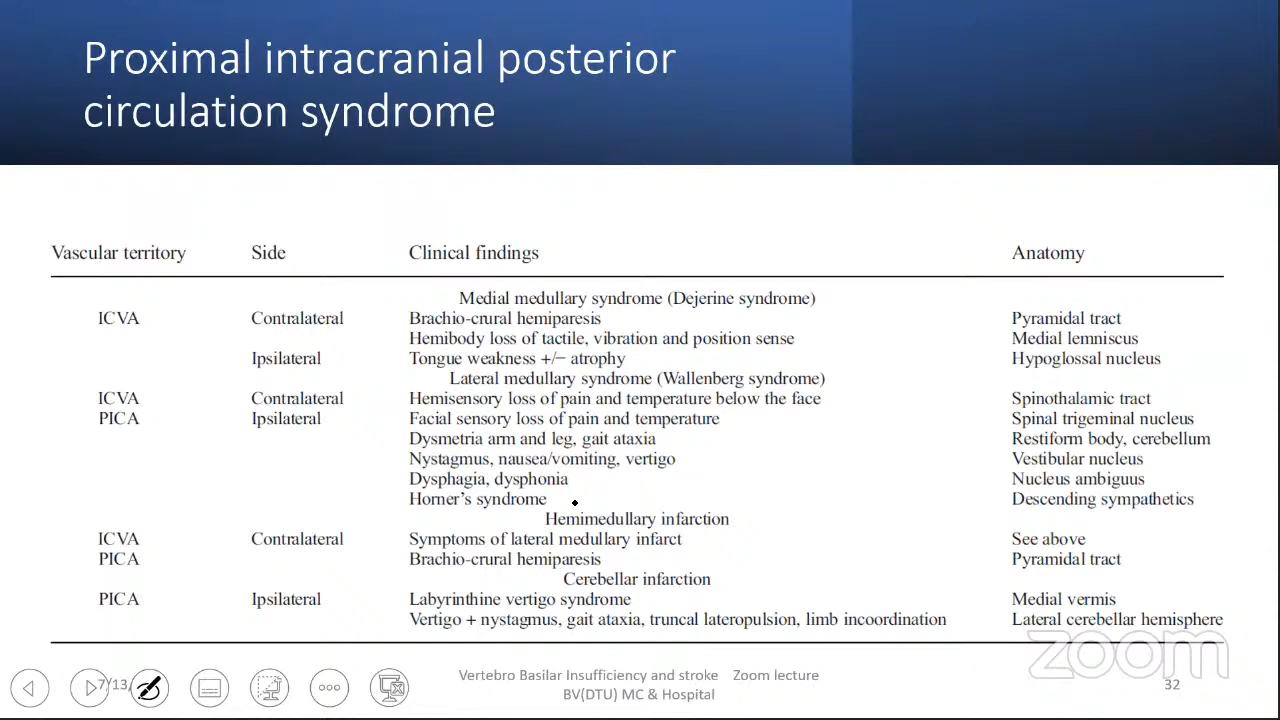 Proximal intracranial posterior
circulation syndrome
Vascular territory Side Clinical findings Anatomy
Medial medullary syndrome (Dejerine syndrome)
ICVA Contralateral Brachio-crural hemiparesis Pyramidal tract
Hemibody loss of tactile, vibration and position sense Medial lemniscus
Ipsilateral Tongue weakness +/− atrophy Hypoglossal nucleus
Lateral medullary syndrome (Wallenberg syndrome)
ICVA Contralateral Hemisensory loss of pain and temperature below the face Spinothalamic tract
PICA Ipsilateral Facial sensory loss of pain and temperature Spinal trigeminal nucleus
Dysmetria arm and leg, gait ataxia Restiform body, cerebellum
Nystagmus, nausea/vomiting, vertigo Vestibular nucleus
Dysphagia, dysphonia Nucleus ambiguus
Horner’s syndrome Descending sympathetics
Hemimedullary infarction
ICVA Contralateral Symptoms of lateral medullary infarct See above
PICA Brachio-crural hemiparesis Pyramidal tract
Cerebellar infarction
PICA Ipsilateral Labyrinthine vertigo syndrome Medial vermis
Vertigo + nystagmus, gait ataxia, truncal lateropulsion, limb incoordination Lateral cerebellar hemisphere
zoom
7/13/
Vertebro Basilar Insufficiency and stroke Zoom lecture
BV(DTU) MC & Hospital
32